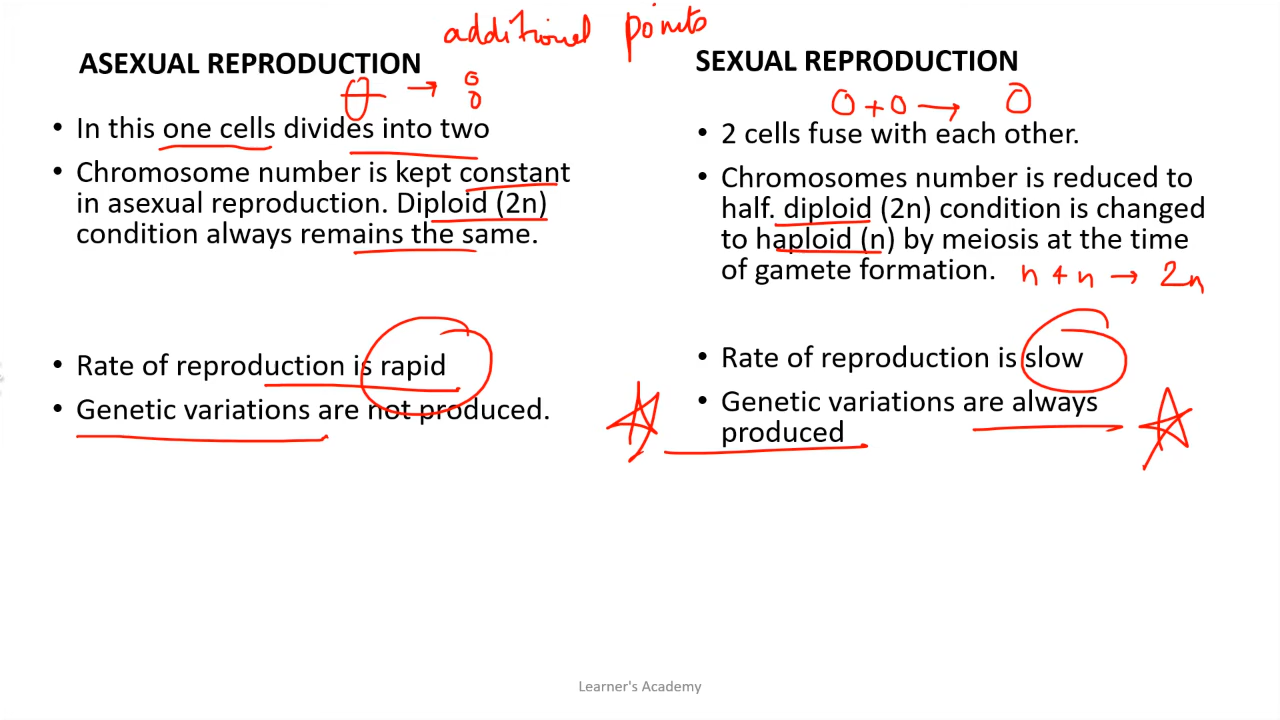 additional points
ASEXUAL REPRODUCTION
• In this one cells divides into two
• Chromosome number is kept constant
in asexual reproduction. Diploid (2n)
condition always remains the same.
• Rate of reproduction is rapid
• Genetic variations are not produced.
SEXUAL REPRODUCTION
0 + 0 → 0
• 2 cells fuse with each other.
• Chromosomes number is reduced to
half. diploid (2n) condition is changed
to haploid (n) by meiosis at the time
of gamete formation.
n + n → 2n
• Rate of reproduction is slow
• Genetic variations are always
produced
Learner's Academy